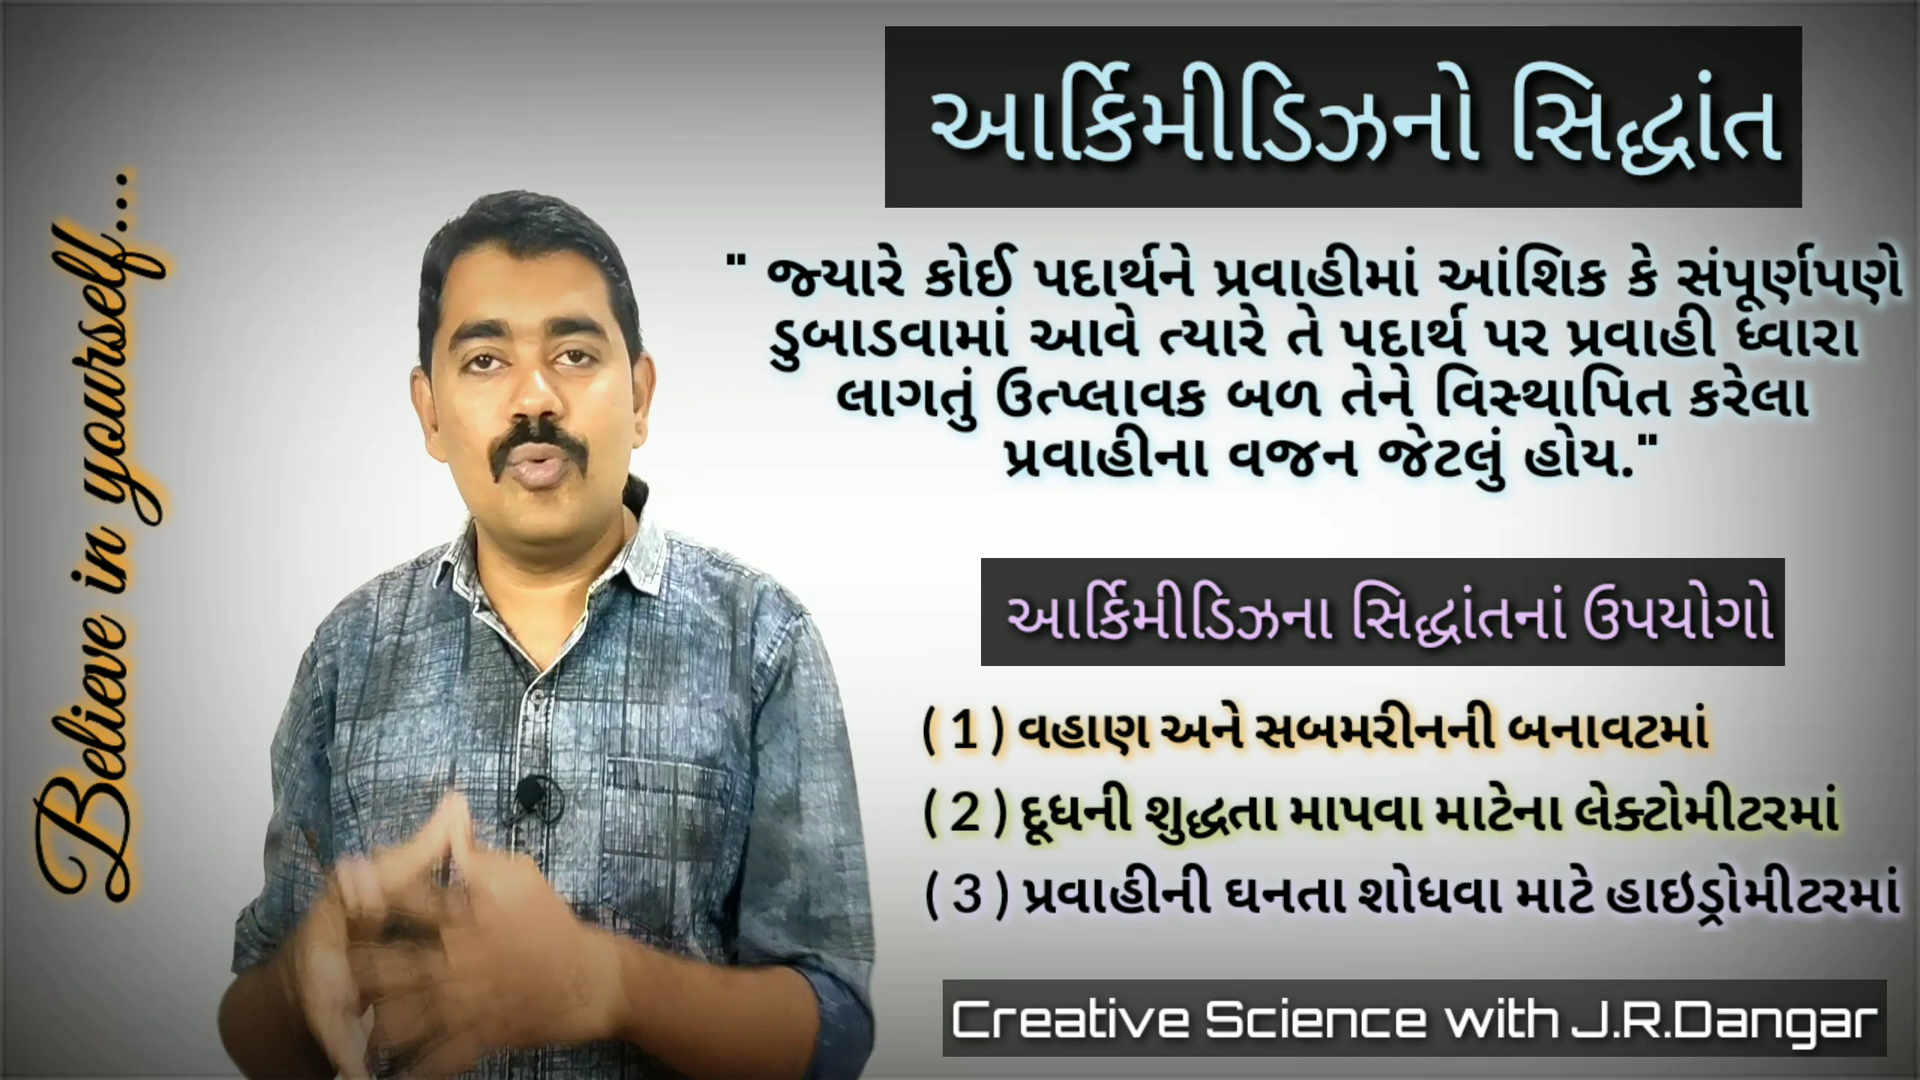 Believe in yourself...
આર્કિમીડિઝનો સિદ્ધાંત
" જ્યારે કોઈ પદાર્થને પ્રવાહીમાં આંશિક કે સંપૂર્ણપણે
ડુબાડવામાં આવે ત્યારે તે પદાર્થ પર પ્રવાહી ધ્વારા
લાગતું ઉત્પ્લાવક બળ તેને વિસ્થાપિત કરેલા
પ્રવાહીના વજન જેટલું હોય."
આર્કિમીડિઝના સિદ્ધાંતનાં ઉપયોગો
( 1 ) વહાણ અને સબમરીનની બનાવટમાં
( 2 ) દૂધની શુદ્ધતા માપવા માટેના લેક્ટોમીટરમાં
( 3 ) પ્રવાહીની ઘનતા શોધવા માટે હાઇડ્રોમીટરમાં
Creative Science with J.R.Dangar